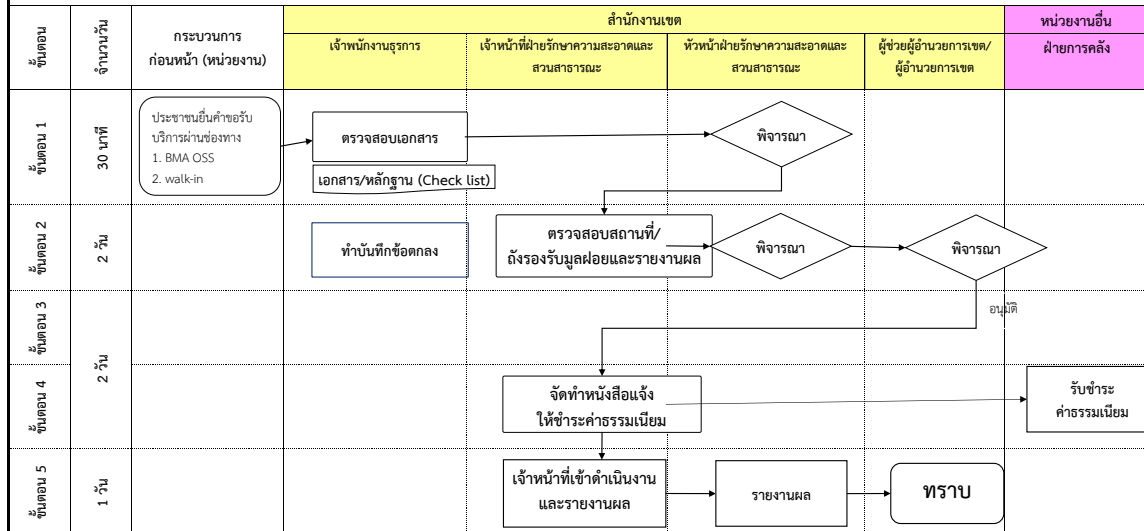 ขั้นตอน
จำนวนวัน
กระบวนการ
ก่อนหน้า (หน่วยงาน)
สำนักงานเขต
หน่วยงานอื่น
เจ้าพนักงานธุรการ
เจ้าหน้าที่ฝ่ายรักษาความสะอาดและ
สวนสาธารณะ
หัวหน้าฝ่ายรักษาความสะอาดและ
สวนสาธารณะ
ผู้ช่วยผู้อำนวยการเขต/
ผู้อำนวยการเขต
ฝ่ายการคลัง
ขั้นตอน 1
30 นาที
ประชาชนยื่นคำขอรับ
บริการผ่านช่องทาง
1. BMA OSS
2. walk-in
ตรวจสอบเอกสาร
เอกสาร/หลักฐาน (Check list)
พิจารณา
ขั้นตอน 2
2 วัน
ทำบันทึกข้อตกลง
ตรวจสอบสถานที่/
ถังรองรับมูลฝอยและรายงานผล
พิจารณา
พิจารณา
ขั้นตอน 3
2 วัน
อนุมัติ
ขั้นตอน 4
จัดทำหนังสือแจ้ง
ให้ชำระค่าธรรมเนียม
รับชำระ
ค่าธรรมเนียม
ขั้นตอน 5
1 วัน
เจ้าหน้าที่เข้าดำเนินงาน
และรายงานผล
รายงานผล
ทราบ